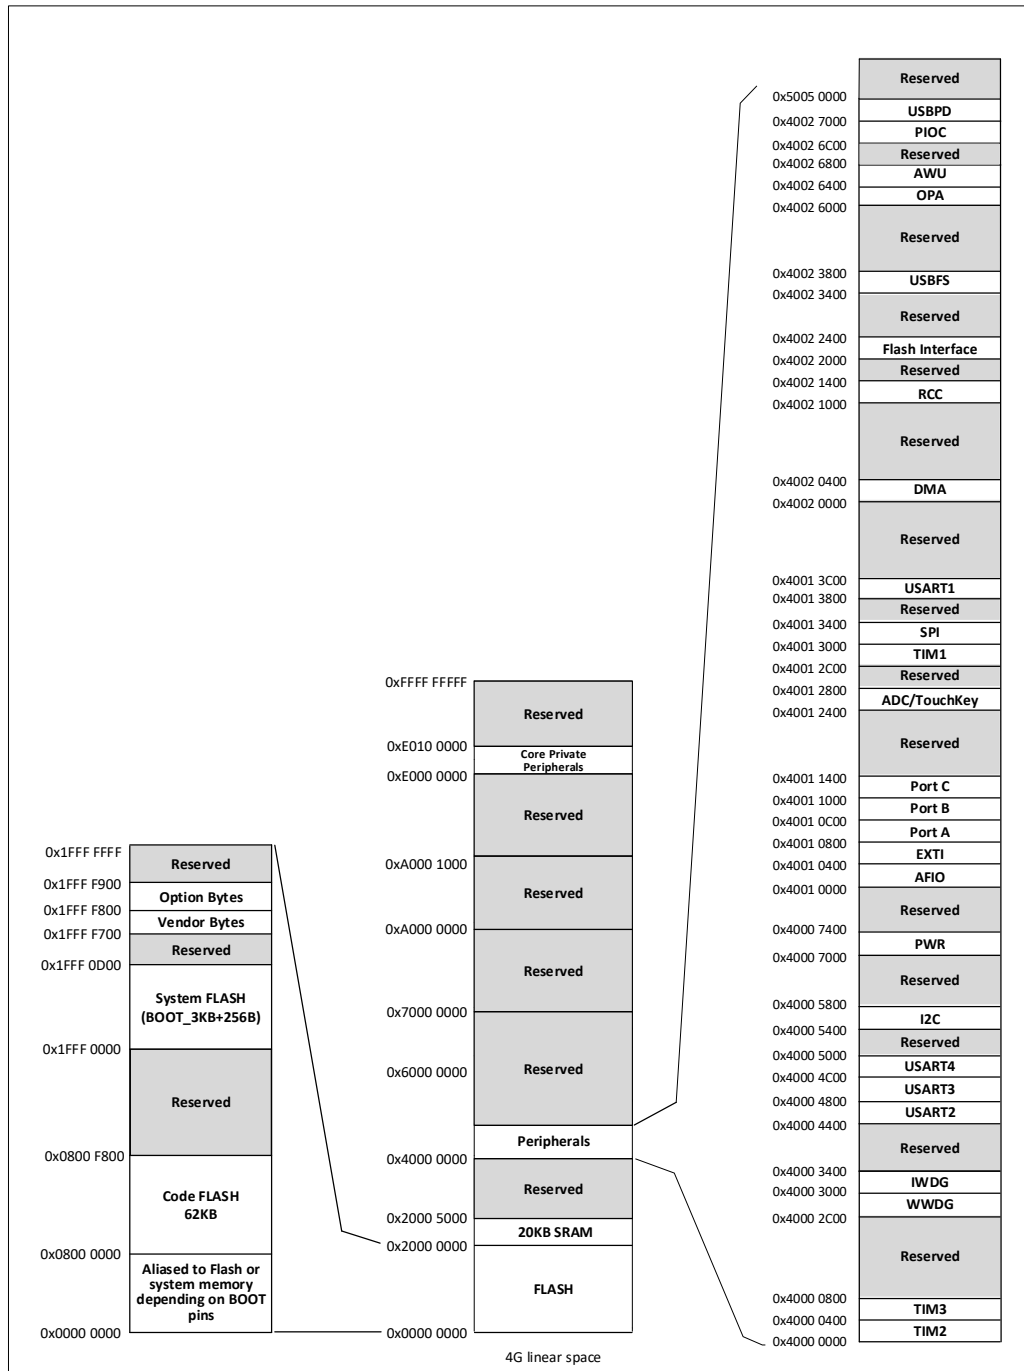 Reserved
0x5005 0000
USBPD
0x4002 7000
PIOC
0x4002 6C00
Reserved
0x4002 6800
AWU
0x4002 6400
OPA
0x4002 6000
Reserved
0x4002 3800
USBFS
0x4002 3400
Reserved
0x4002 2400
Flash Interface
0x4002 2000
Reserved
0x4002 1400
RCC
0x4002 1000
Reserved
0x4002 0400
DMA
0x4002 0000
Reserved
0x4001 3C00
USART1
0x4001 3800
Reserved
0x4001 3400
SPI
0x4001 3000
TIM1
0x4001 2C00
Reserved
0x4001 2800
ADC/TouchKey
0x4001 2400
Reserved
0x4001 1400
Port C
0x4001 1000
Port B
0x4001 0C00
Port A
0x4001 0800
EXTI
0x4001 0400
AFIO
0x4001 0000
Reserved
0x4000 7400
PWR
0x4000 7000
Reserved
0x4000 5800
I2C
0x4000 5400
Reserved
0x4000 5000
USART4
0x4000 4C00
USART3
0x4000 4800
USART2
0x4000 4400
Reserved
0x4000 3400
IWDG
0x4000 3000
WWDG
0x4000 2C00
Reserved
0x4000 0800
TIM3
0x4000 0400
TIM2
0x4000 0000
0xFFFF FFFFF
Reserved
0xE010 0000
Core Private
Peripherals
0xE000 0000
Reserved
0xA000 1000
Reserved
0xA000 0000
Reserved
0x7000 0000
Reserved
0x6000 0000
Peripherals
0x4000 0000
Reserved
0x2000 5000
20KB SRAM
0x2000 0000
FLASH
0x0000 0000
4G linear space
0x1FFF FFFF
Reserved
0x1FFF F900
Option Bytes
0x1FFF F800
Vendor Bytes
0x1FFF F700
Reserved
0x1FFF 0D00
System FLASH
(BOOT_3KB+256B)
0x1FFF 0000
Reserved
0x0800 F800
Code FLASH
62KB
0x0800 0000
Aliased to Flash or
system memory
depending on BOOT
pins
0x0000 0000